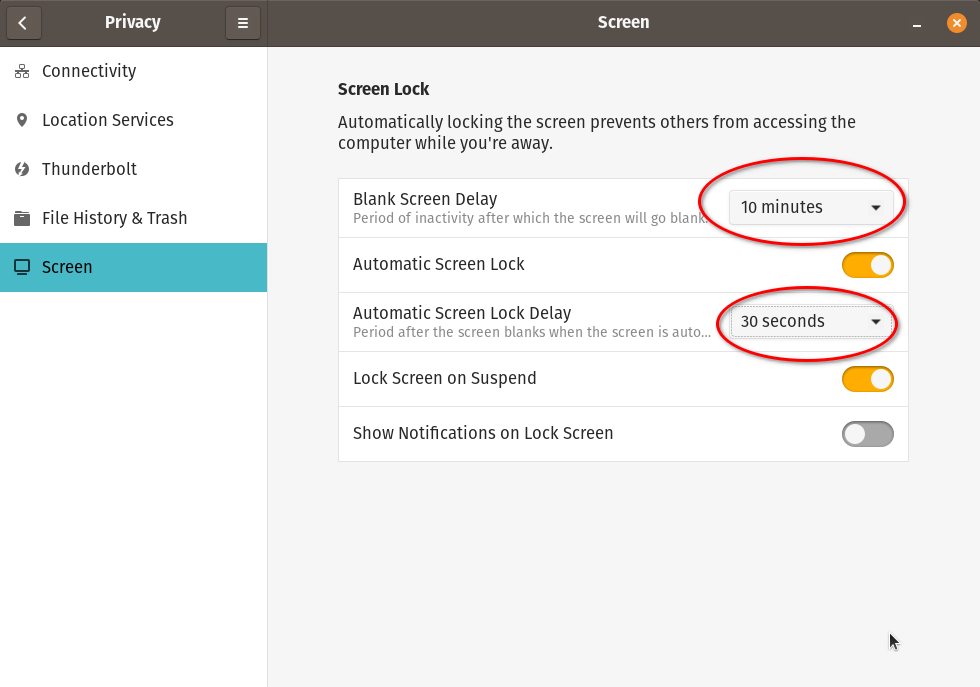 Privacy
Screen
Connectivity
Location Services
Thunderbolt
File History & Trash
Screen
Screen Lock
Automatically locking the screen prevents others from accessing the
computer while you're away.
Blank Screen Delay
Period of inactivity after which the screen will go blank.
10 minutes
Automatic Screen Lock
Automatic Screen Lock Delay
Period after the screen blanks when the screen is auto...
30 seconds
Lock Screen on Suspend
Show Notifications on Lock Screen